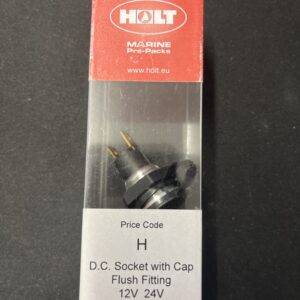 HOLT
MARINE
Pre-Packs
www.holt.eu
Price Code
H
D.C. Socket with Cap
Flush Fitting
12V 24V